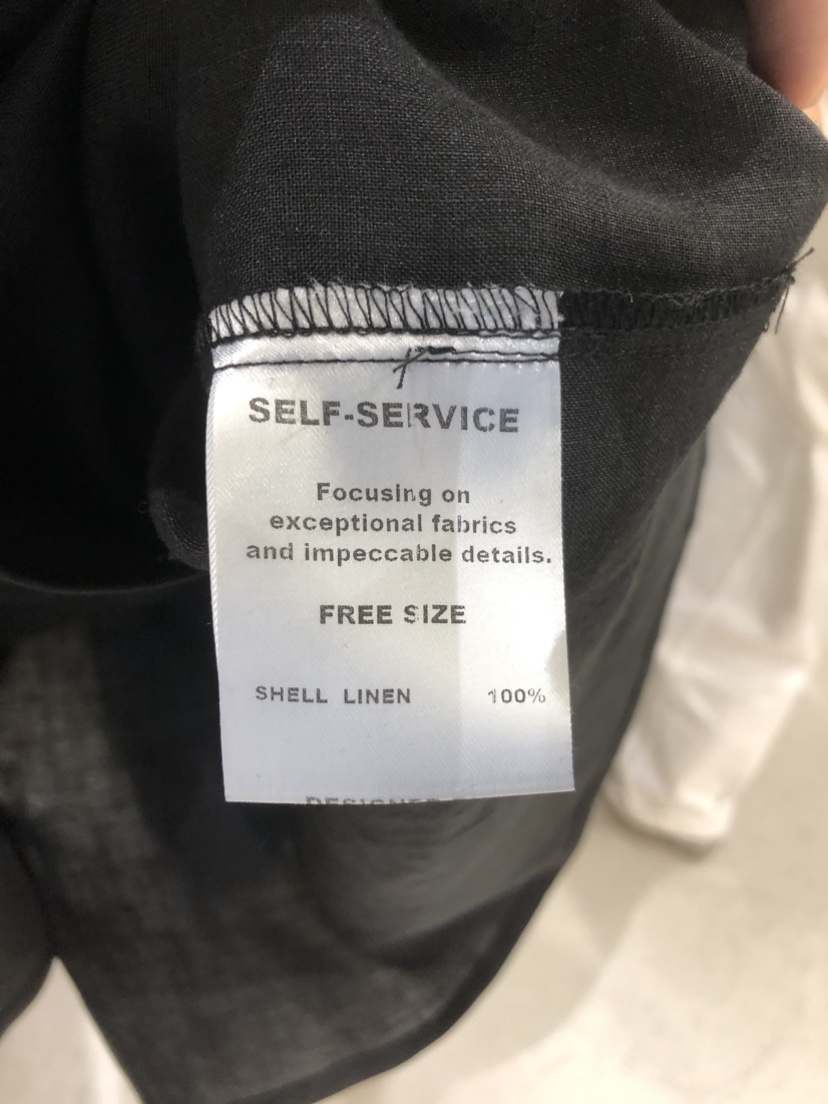 SELF-SERVICE
Focusing on
exceptional fabrics
and impeccable details.
FREE SIZE
SHELL LINEN 100%